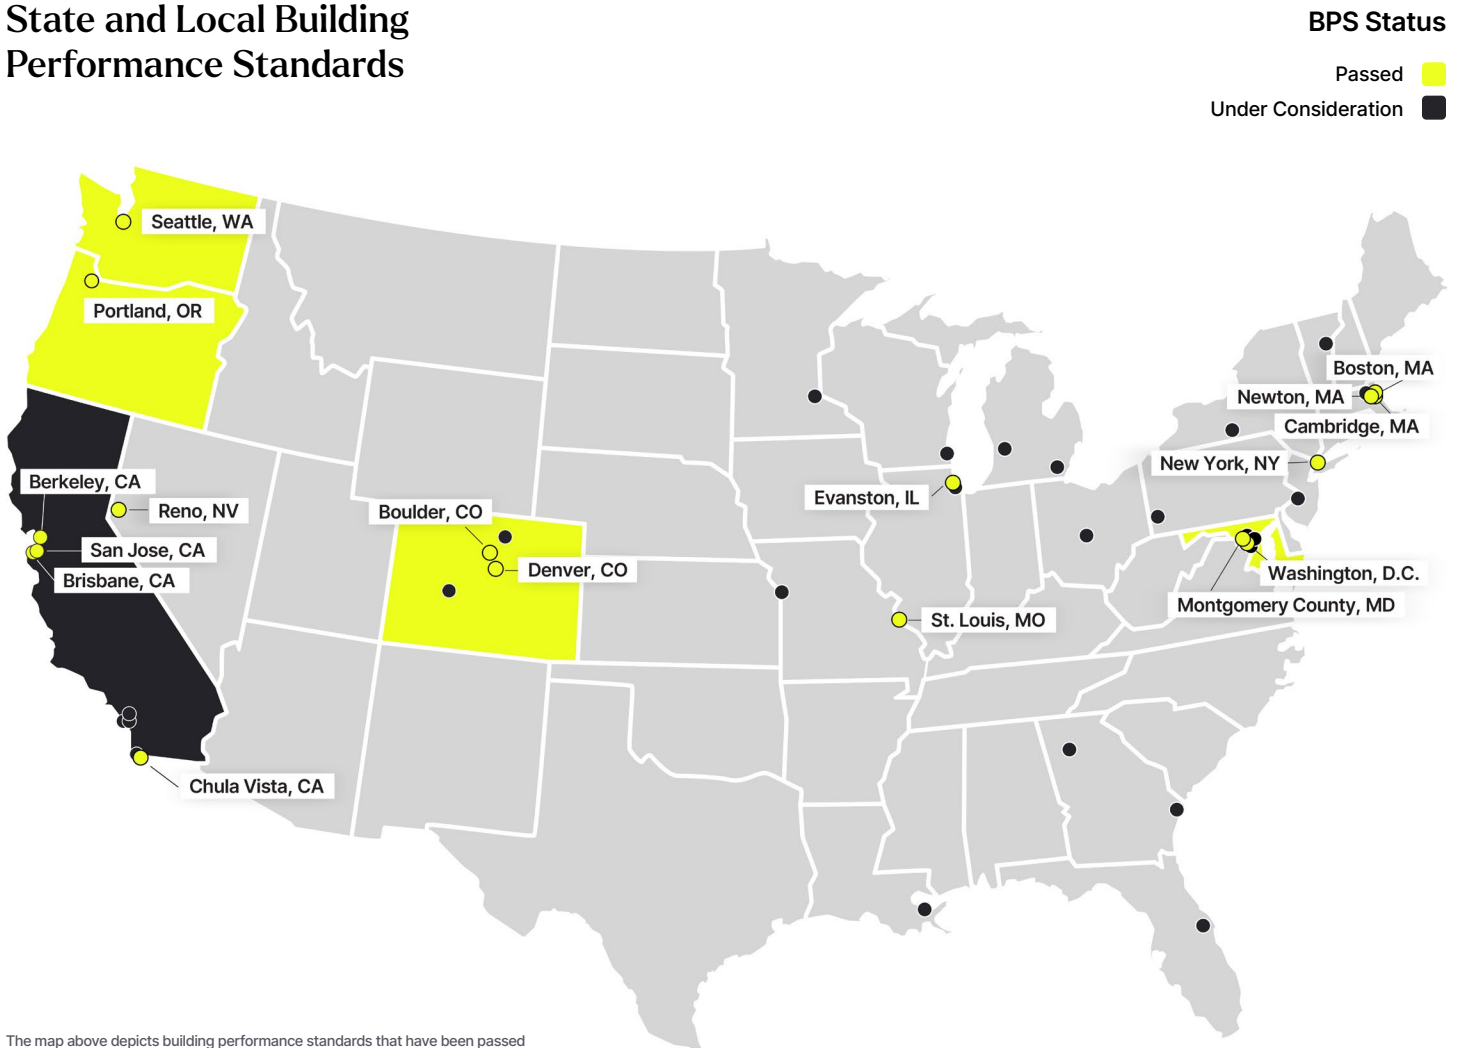 State and Local Building
Performance Standards
BPS Status
Passed
Under Consideration
Seattle, WA
Portland, OR
Boston, MA
Newton, MA
Cambridge, MA
New York, NY
Berkeley, CA
Reno, NV
Boulder, CO
Evanston, IL
San Jose, CA
Denver, CO
Brisbane, CA
Washington, D.C.
Montgomery County, MD
St. Louis, MO
Chula Vista, CA
The map above depicts building performance standards that have been passed